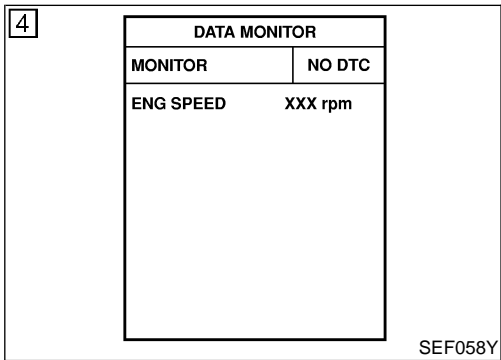 4
DATA MONITOR
MONITOR NO DTC
ENG SPEED XXX rpm
SEF058Y